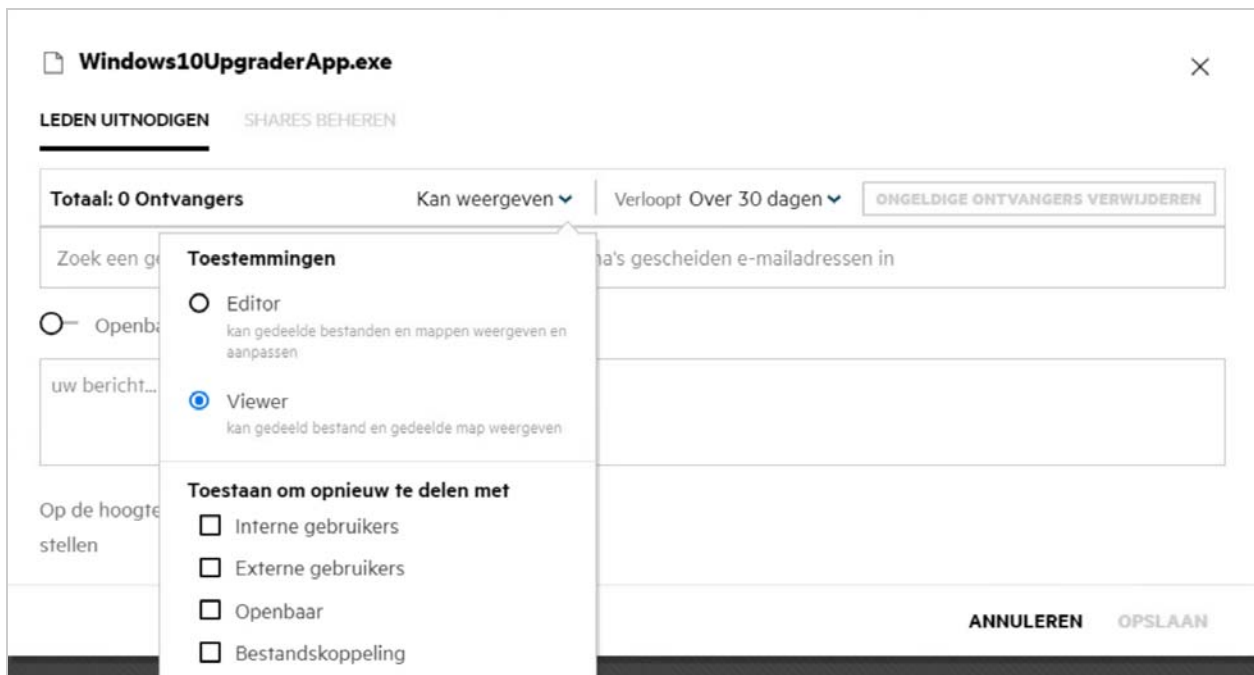 Windows10UpgraderApp.exe
LEDEN UITNODIGEN SHARES BEHEREN
Totaal: 0 Ontvangers Kan weergeven Verloopt Over 30 dagen ONGELDIGE ONTVANGERS VERWIJDEREN
Zoek een gescheiden e-mailadressen in
Toestemmingen
Editor
kan gedeelde bestanden en mappen weergeven en
aanpassen
uw bericht...
Viewer
kan gedeeld bestand en gedeelde map weergeven
Toestaan om opnieuw te delen met
Op de hoogte
stellen
Interne gebruikers
Externe gebruikers
Openbaar
Bestandskoppeling
ANNULEREN OPSLAAN